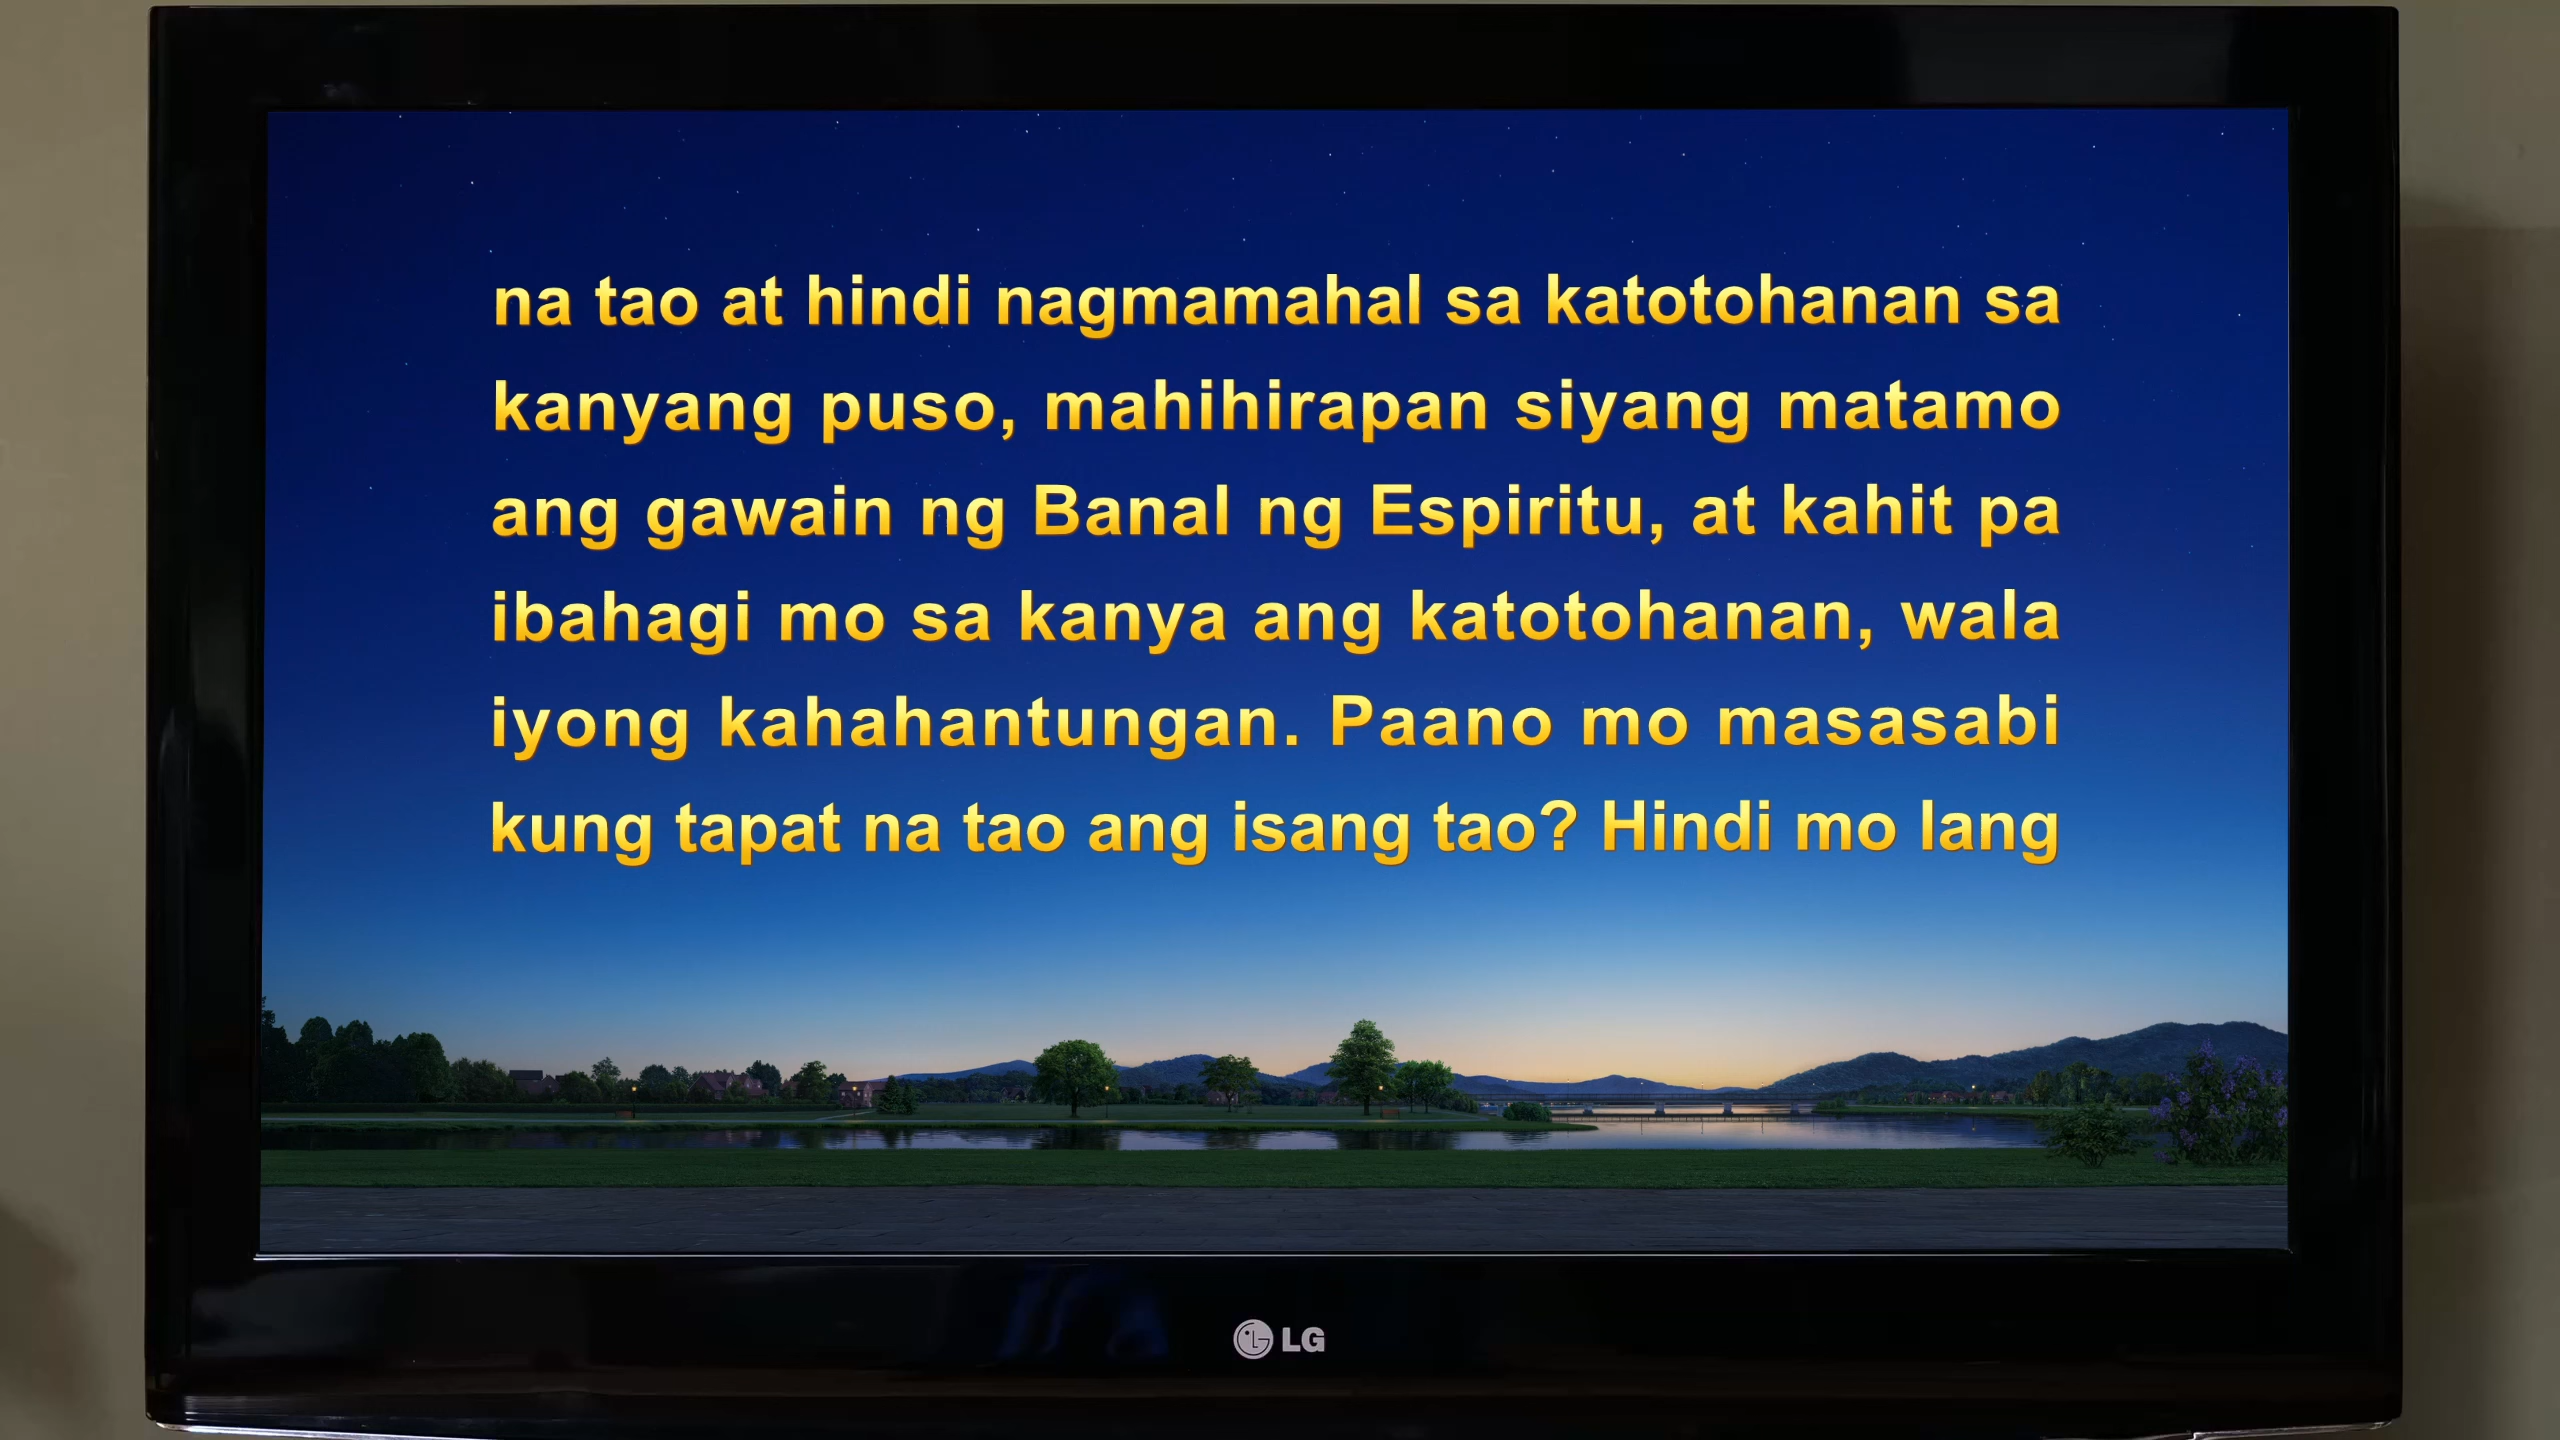 na tao at hindi nagmamahal sa katotohanan sa
kanyang puso, mahihirapan siyang matamo
ang gawain ng Banal ng Espiritu, at kahit pa
ibahagi mo sa kanya ang katotohanan, wala
iyong kahahantungan. Paano mo masasabi
kung tapat na tao ang isang tao? Hindi mo lang
LG